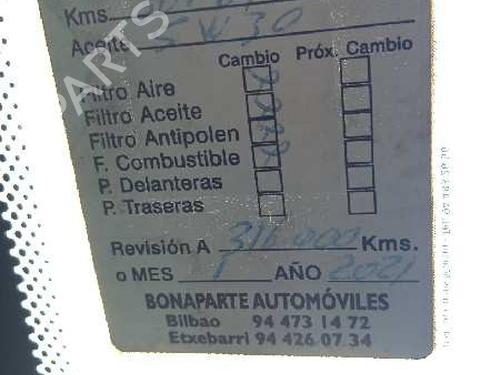 Kms.
Aceite 5W30
Cambio Próx. Cambio
Filtro Aire
Filtro Aceite
Filtro Antipolen
F. Combustible
P. Delanteras
P. Traseras
Revisión A 316.000 Kms.
o MES 1 AÑO 2021
BONAPARTE AUTOMÓVILES
Bilbao 94 473 14 72
Etxebarri 94 426 07 34
PARTS